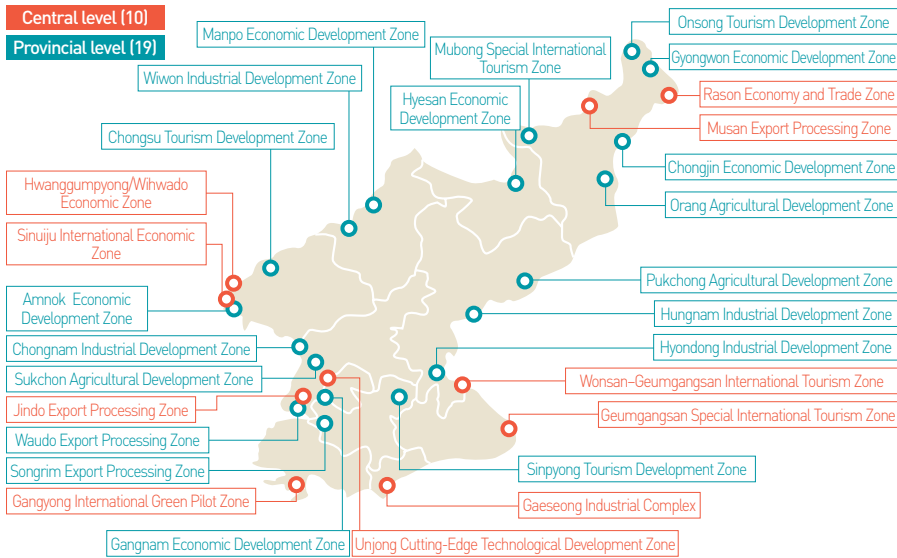 Central level (10)
Provincial level (19)
Manpo Economic Development Zone
Wiwon Industrial Development Zone
Chongsu Tourism Development Zone
Hwanggumpyong/Wihwado
Economic Zone
Sinuiju International Economic
Zone
Amnok Economic
Development Zone
Chongnam Industrial Development Zone
Sukchon Agricultural Development Zone
Jindo Export Processing Zone
Waudo Export Processing Zone
Songrim Export Processing Zone
Gangyong International Green Pilot Zone
Gangnam Economic Development Zone
Unjong Cutting-Edge Technological Development Zone
Mubong Special International
Tourism Zone
Hyesan Economic
Development Zone
Onsong Tourism Development Zone
Gyongwon Economic Development Zone
Rason Economy and Trade Zone
Musan Export Processing Zone
Chongjin Economic Development Zone
Orang Agricultural Development Zone
Pukchong Agricultural Development Zone
Hungnam Industrial Development Zone
Hyondong Industrial Development Zone
Wonsan-Geumgangsan International Tourism Zone
Geumgangsan Special International Tourism Zone
Sinpyong Tourism Development Zone
Gaeseong Industrial Complex